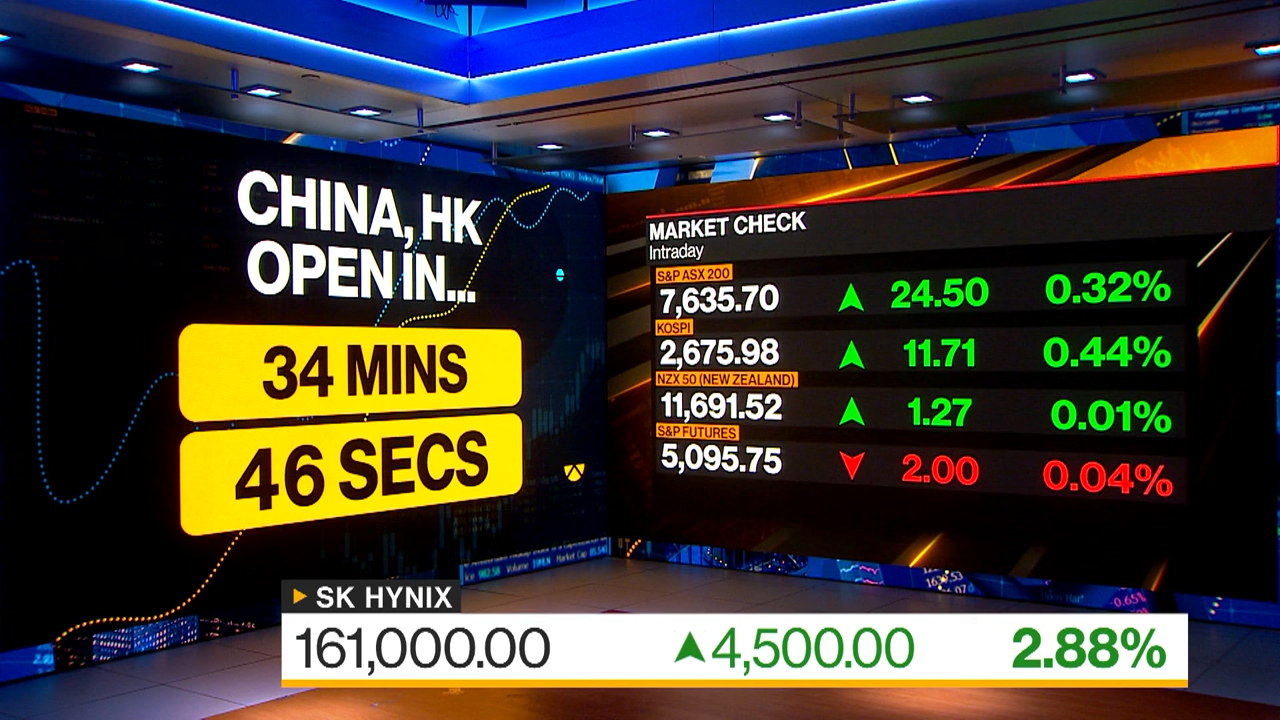 CHINA, HK
OPEN IN...
34 MINS
46 SECS
MARKET CHECK
Intraday
S&P ASX 200
7,635.70 24.50 0.32%
KOSPI
2,675.98 11.71 0.44%
NZX 50 (NEW ZEALAND)
11,691.52 1.27 0.01%
S&P FUTURES
5,095.75 2.00 0.04%
Volume
Market Cap
SK HYNIX
161,000.00 4,500.00 2.88%